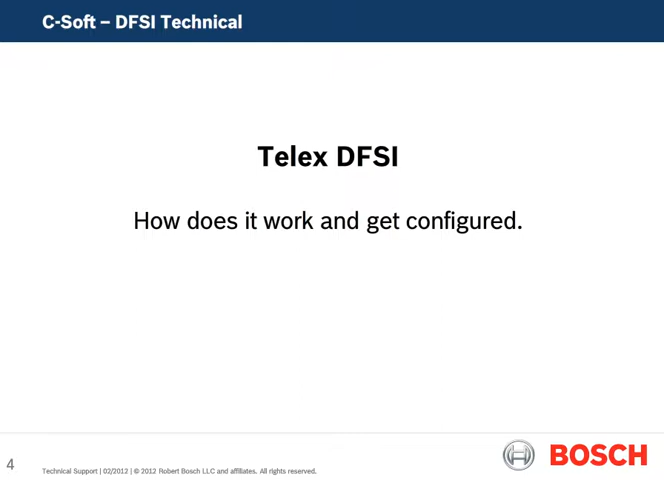 C-Soft – DFSI Technical
Telex DFSI
How does it work and get configured.
4
Technical Support | 02/2012 | © 2012 Robert Bosch LLC and affiliates. All rights reserved.
BOSCH